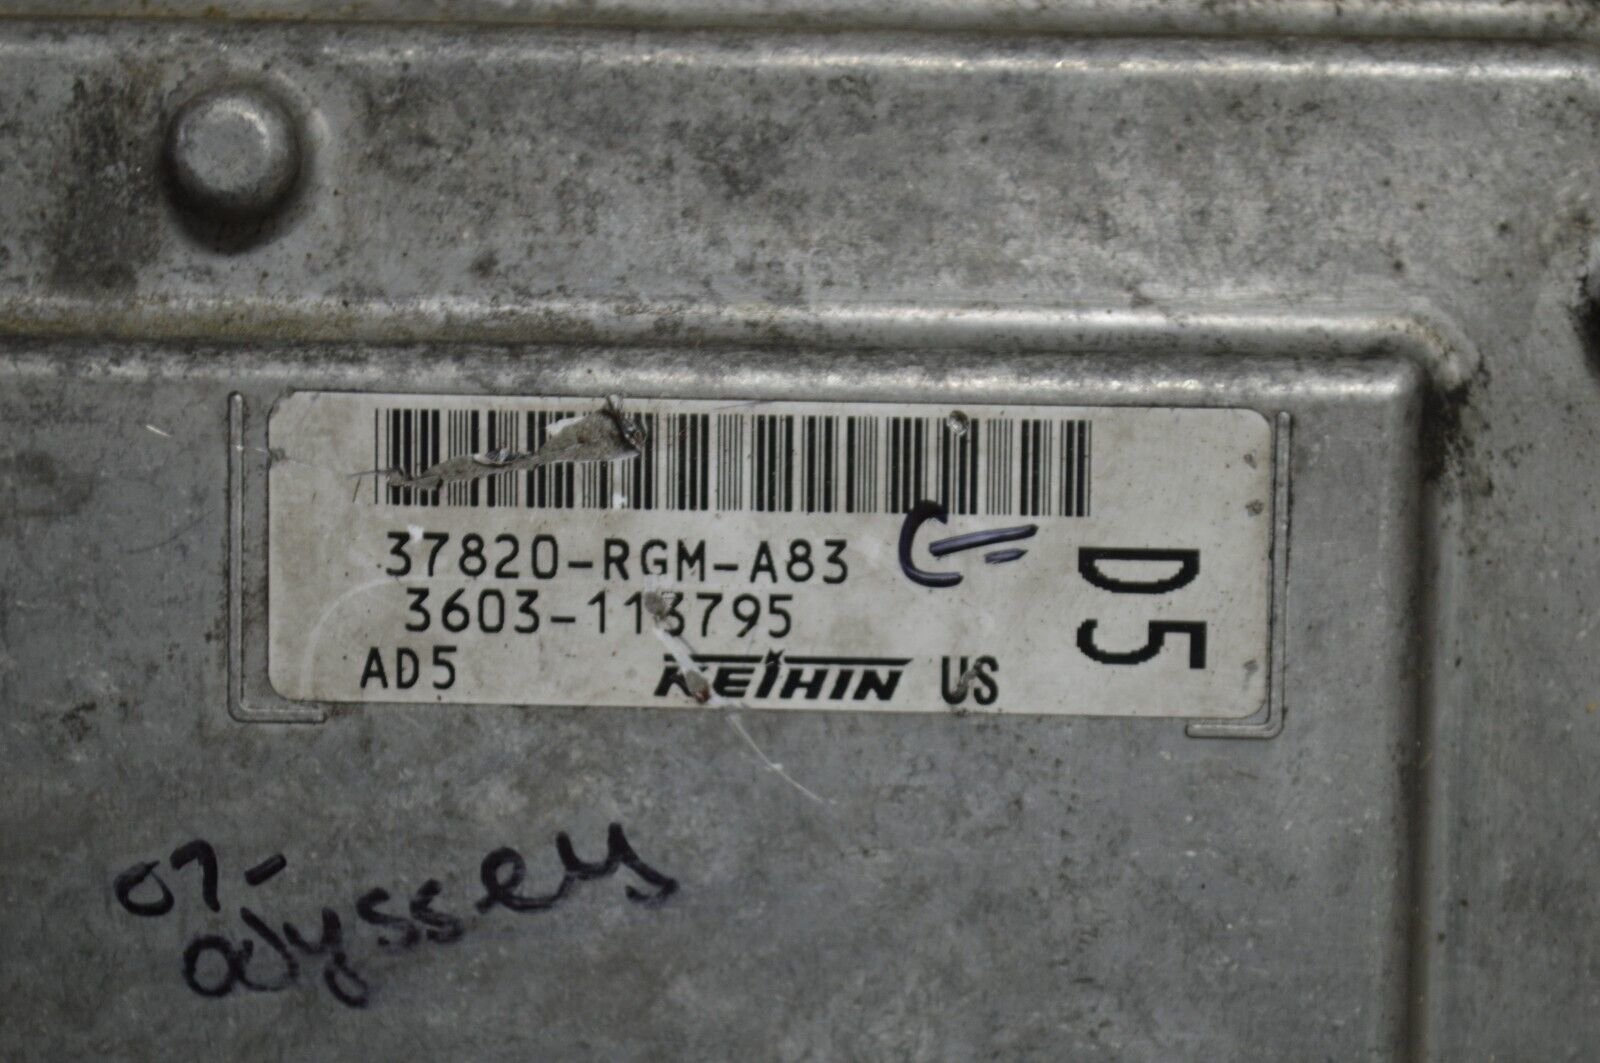 37820-RGM-A83
3603-113795
AD5 KEIHIN US
D5
07-
odyssey